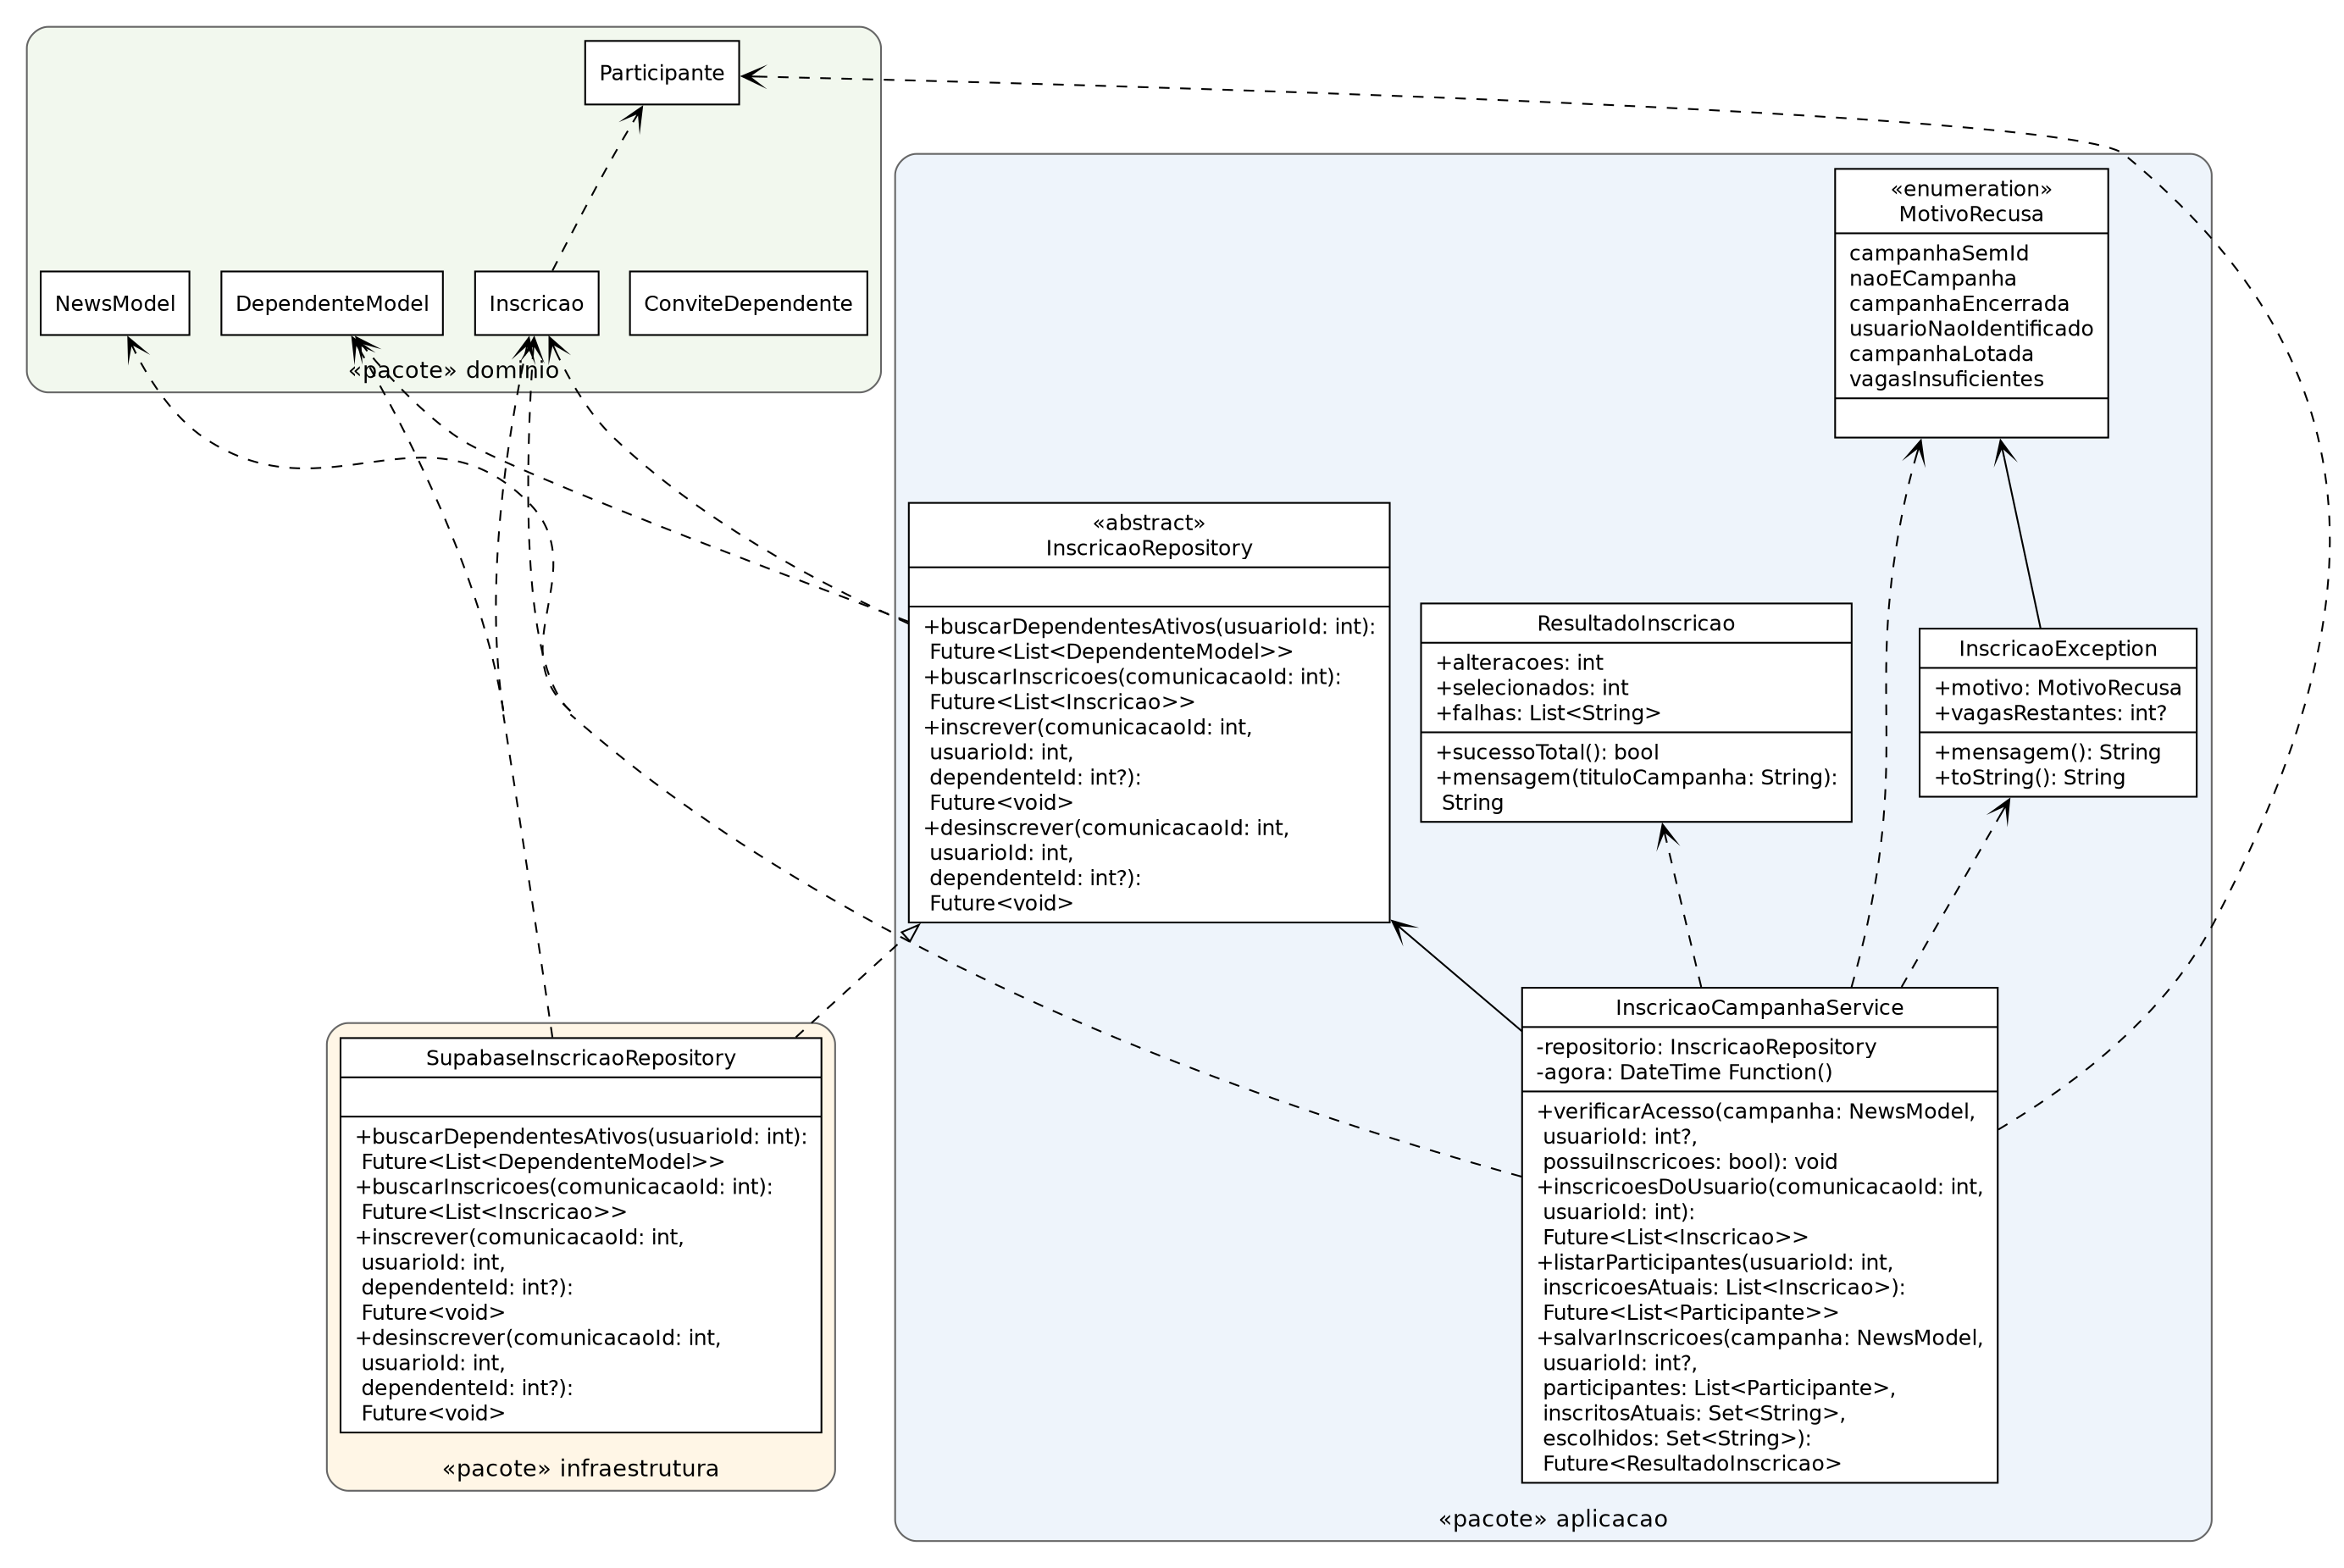 Participante
NewsModel
DependenteModel
Inscricao
ConviteDependente
«pacote» dominio
«enumeration»
MotivoRecusa
campanhaSemId
naoECampanha
campanhaEncerrada
usuarioNaoIdentificado
campanhaLotada
vagasInsuficientes
«abstract»
InscricaoRepository
+buscarDependentesAtivos(usuarioId: int):
Future<List<DependenteModel>>
+buscarInscricoes(comunicacaoId: int):
Future<List<Inscricao>>
+inscrever(comunicacaoId: int,
usuarioId: int,
dependenteId: int?):
Future<void>
+desinscrever(comunicacaoId: int,
usuarioId: int,
dependenteId: int?):
Future<void>
ResultadoInscricao
+alteracoes: int
+selecionados: int
+falhas: List<String>
+sucessoTotal(): bool
+mensagem(tituloCampanha: String):
String
InscricaoException
+motivo: MotivoRecusa
+vagasRestantes: int?
+mensagem(): String
+toString(): String
InscricaoCampanhaService
-repositorio: InscricaoRepository
-agora: DateTime Function()
+verificarAcesso(campanha: NewsModel,
usuarioId: int?,
possuiInscricoes: bool): void
+inscricoesDoUsuario(comunicacaoId: int,
usuarioId: int):
Future<List<Inscricao>>
+listarParticipantes(usuarioId: int,
inscricoesAtuais: List<Inscricao>):
Future<List<Participante>>
+salvarInscricoes(campanha: NewsModel,
usuarioId: int?,
participantes: List<Participante>,
inscritosAtuais: Set<String>,
escolhidos: Set<String>):
Future<ResultadoInscricao>
«pacote» aplicacao
SupabaseInscricaoRepository
+buscarDependentesAtivos(usuarioId: int):
Future<List<DependenteModel>>
+buscarInscricoes(comunicacaoId: int):
Future<List<Inscricao>>
+inscrever(comunicacaoId: int,
usuarioId: int,
dependenteId: int?):
Future<void>
+desinscrever(comunicacaoId: int,
usuarioId: int,
dependenteId: int?):
Future<void>
«pacote» infraestrutura